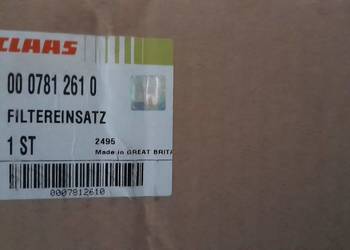 CLAAS
00 0781 261 0
FILTEREINSATZ
1 ST
2495
Made in GREAT BRITA
0007812610